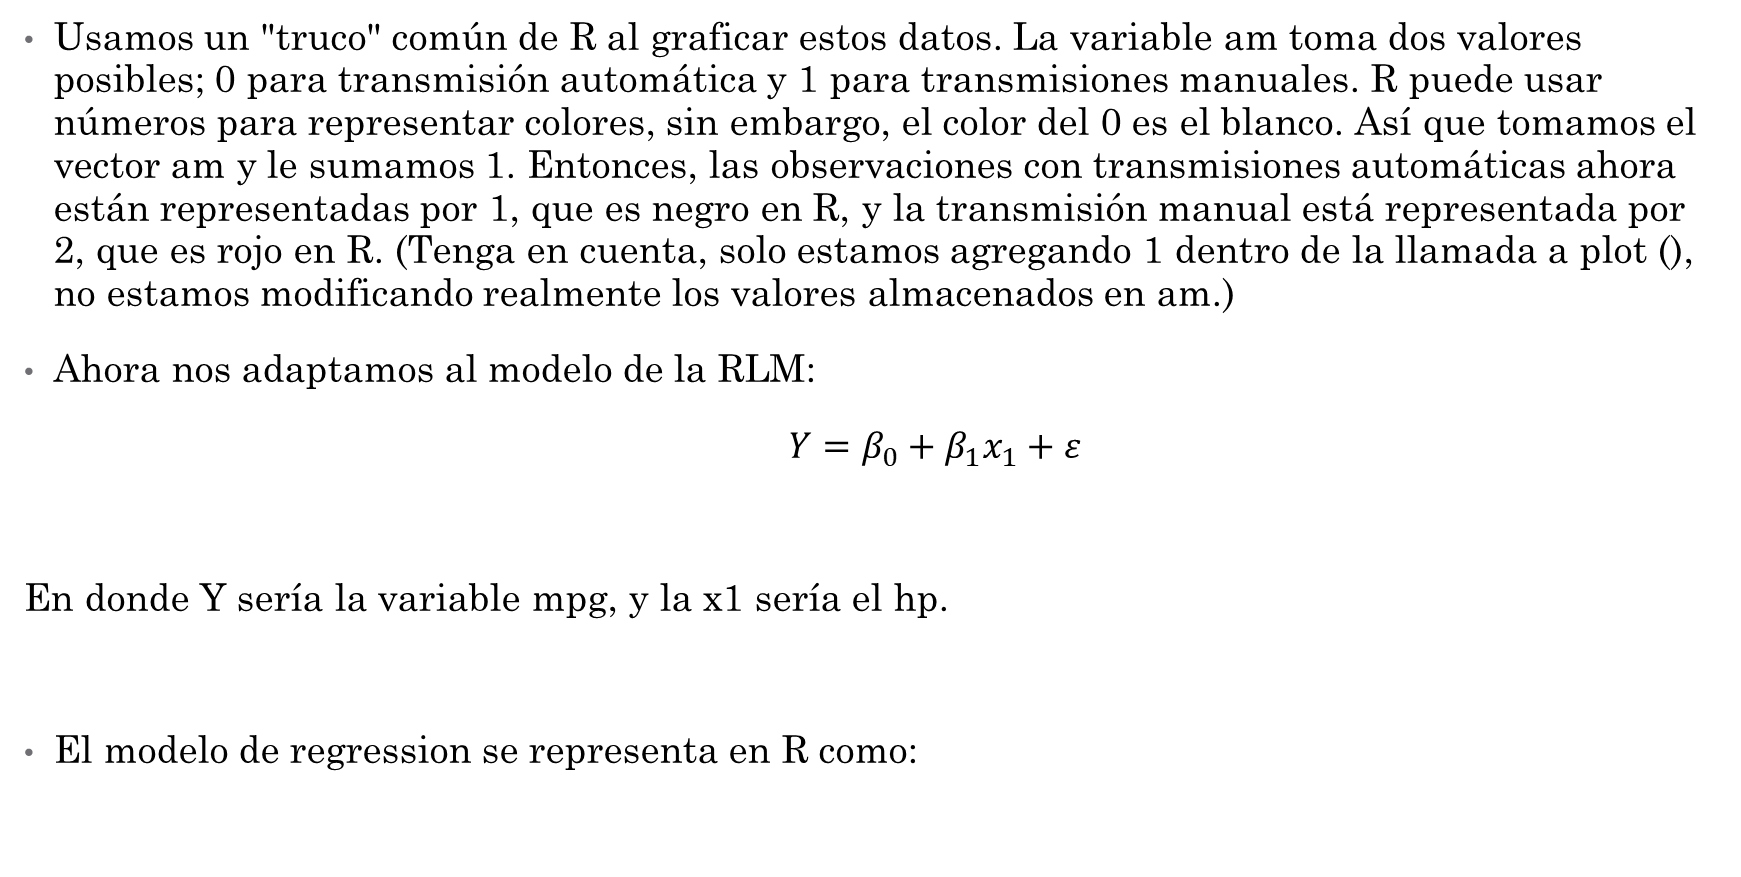 • Usamos un "truco" común de R al graficar estos datos. La variable am toma dos valores
posibles; 0 para transmisión automática y 1 para transmisiones manuales. R puede usar
números para representar colores, sin embargo, el color del 0 es el blanco. Así que tomamos el
vector am y le sumamos 1. Entonces, las observaciones con transmisiones automáticas ahora
están representadas por 1, que es negro en R, y la transmisión manual está representada por
2, que es rojo en R. (Tenga en cuenta, solo estamos agregando 1 dentro de la llamada a plot (),
no estamos modificando realmente los valores almacenados en am.)
• Ahora nos adaptamos al modelo de la RLM:
Y = β₀ + β₁x₁ + ε
En donde Y sería la variable mpg, y la x1 sería el hp.
• El modelo de regression se representa en R como: